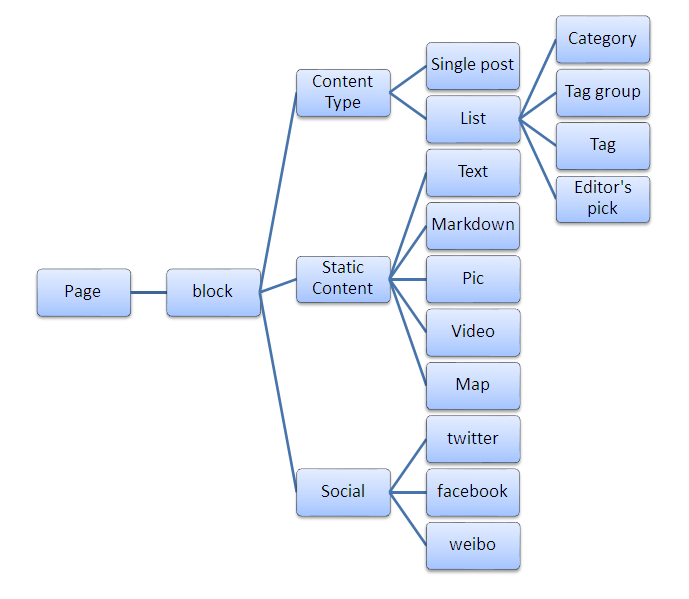 Page
block
Content
Type
Single post
List
Category
Tag group
Tag
Editor's
pick
Static
Content
Text
Markdown
Pic
Video
Map
Social
twitter
facebook
weibo